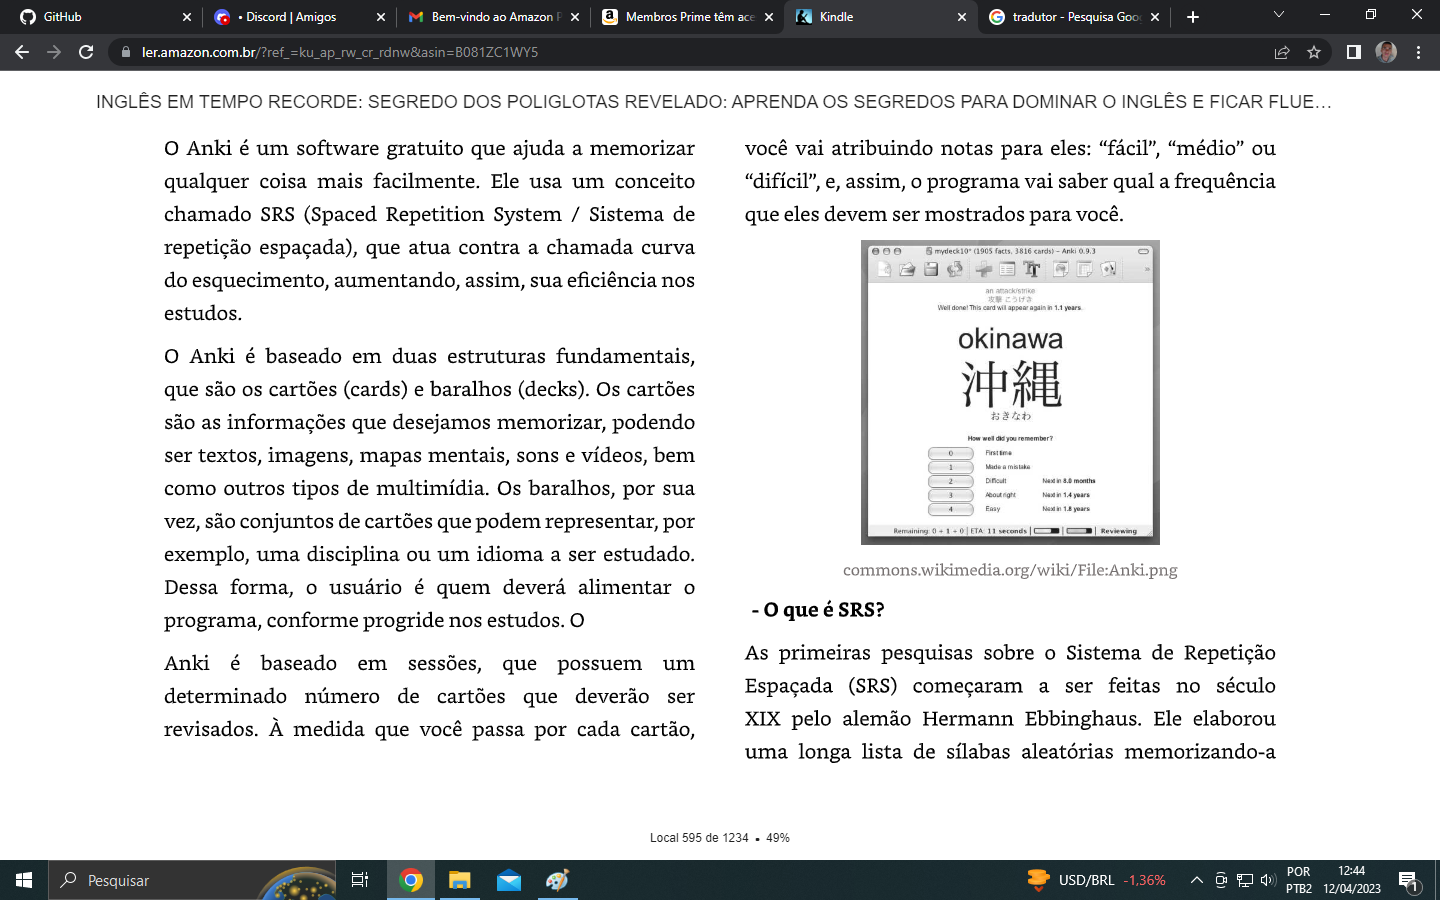 GitHub
• Discord | Amigos
Bem-vindo ao Amazon P
Membros Prime têm ace
Kindle
tradutor - Pesquisa Goo
ler.amazon.com.br/?ref_=ku_ap_rw_cr_rdnw&asin=B081ZC1WY5
INGLÊS EM TEMPO RECORDE: SEGREDO DOS POLIGLOTAS REVELADO: APRENDA OS SEGREDOS PARA DOMINAR O INGLÊS E FICAR FLUE…
O Anki é um software gratuito que ajuda a memorizar
qualquer coisa mais facilmente. Ele usa um conceito
chamado SRS (Spaced Repetition System / Sistema de
repetição espaçada), que atua contra a chamada curva
do esquecimento, aumentando, assim, sua eficiência nos
estudos.
O Anki é baseado em duas estruturas fundamentais,
que são os cartões (cards) e baralhos (decks). Os cartões
são as informações que desejamos memorizar, podendo
ser textos, imagens, mapas mentais, sons e vídeos, bem
como outros tipos de multimídia. Os baralhos, por sua
vez, são conjuntos de cartões que podem representar, por
exemplo, uma disciplina ou um idioma a ser estudado.
Dessa forma, o usuário é quem deverá alimentar o
programa, conforme progride nos estudos. O
Anki é baseado em sessões, que possuem um
determinado número de cartões que deverão ser
revisados. À medida que você passa por cada cartão,
você vai atribuindo notas para eles: “fácil”, “médio” ou
“difícil”, e, assim, o programa vai saber qual a frequência
que eles devem ser mostrados para você.
mydeck10* (1905 facts, 3816 cards) - Anki 0.9.3
an attack/strike
攻撃 こうげき
Well done! This card will appear again in 1.1 years.
okinawa
沖縄
おきなわ
How well did you remember?
0 First time
1 Made a mistake
2 Difficult Next in 8.0 months
3 About right Next in 1.4 years
4 Easy Next in 1.8 years
Remaining: 0 + 1 + 0 | ETA: 11 seconds | Reviewing
commons.wikimedia.org/wiki/File:Anki.png
- O que é SRS?
As primeiras pesquisas sobre o Sistema de Repetição
Espaçada (SRS) começaram a ser feitas no século
XIX pelo alemão Hermann Ebbinghaus. Ele elaborou
uma longa lista de sílabas aleatórias memorizando-a
Local 595 de 1234 • 49%
Pesquisar
USD/BRL -1,36%
POR
PTB2
12:44
12/04/2023
1